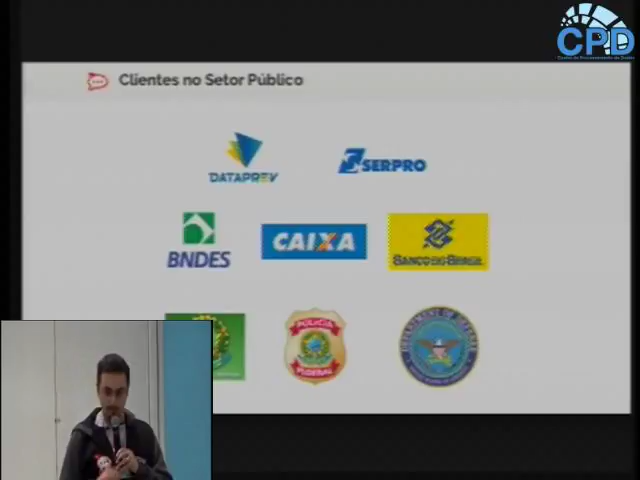 CPD
Clientes no Setor Público
DATAPREV
SERPRO
BNDES
CAIXA
BANCO DO BRASIL
POLÍCIA
FEDERAL